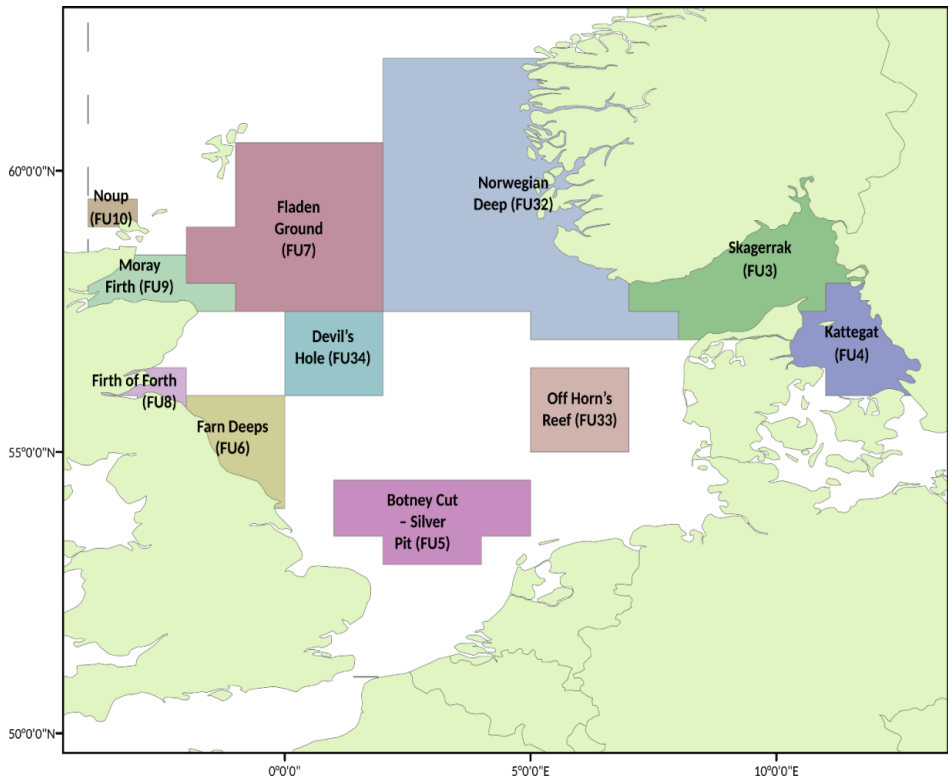 60°0'0"N
55°0'0"N
50°0'0"N
Noup
(FU10)
Moray
Firth (FU9)
Fladen
Ground
(FU7)
Norwegian
Deep (FU32)
Skagerrak
(FU3)
Kattegat
(FU4)
Devil's
Hole (FU34)
Firth of Forth
(FU8)
Farn Deeps
(FU6)
Off Horn's
Reef (FU33)
Botney Cut
– Silver
Pit (FU5)
0°0'0"
5°0'0"E
10°0'0"E